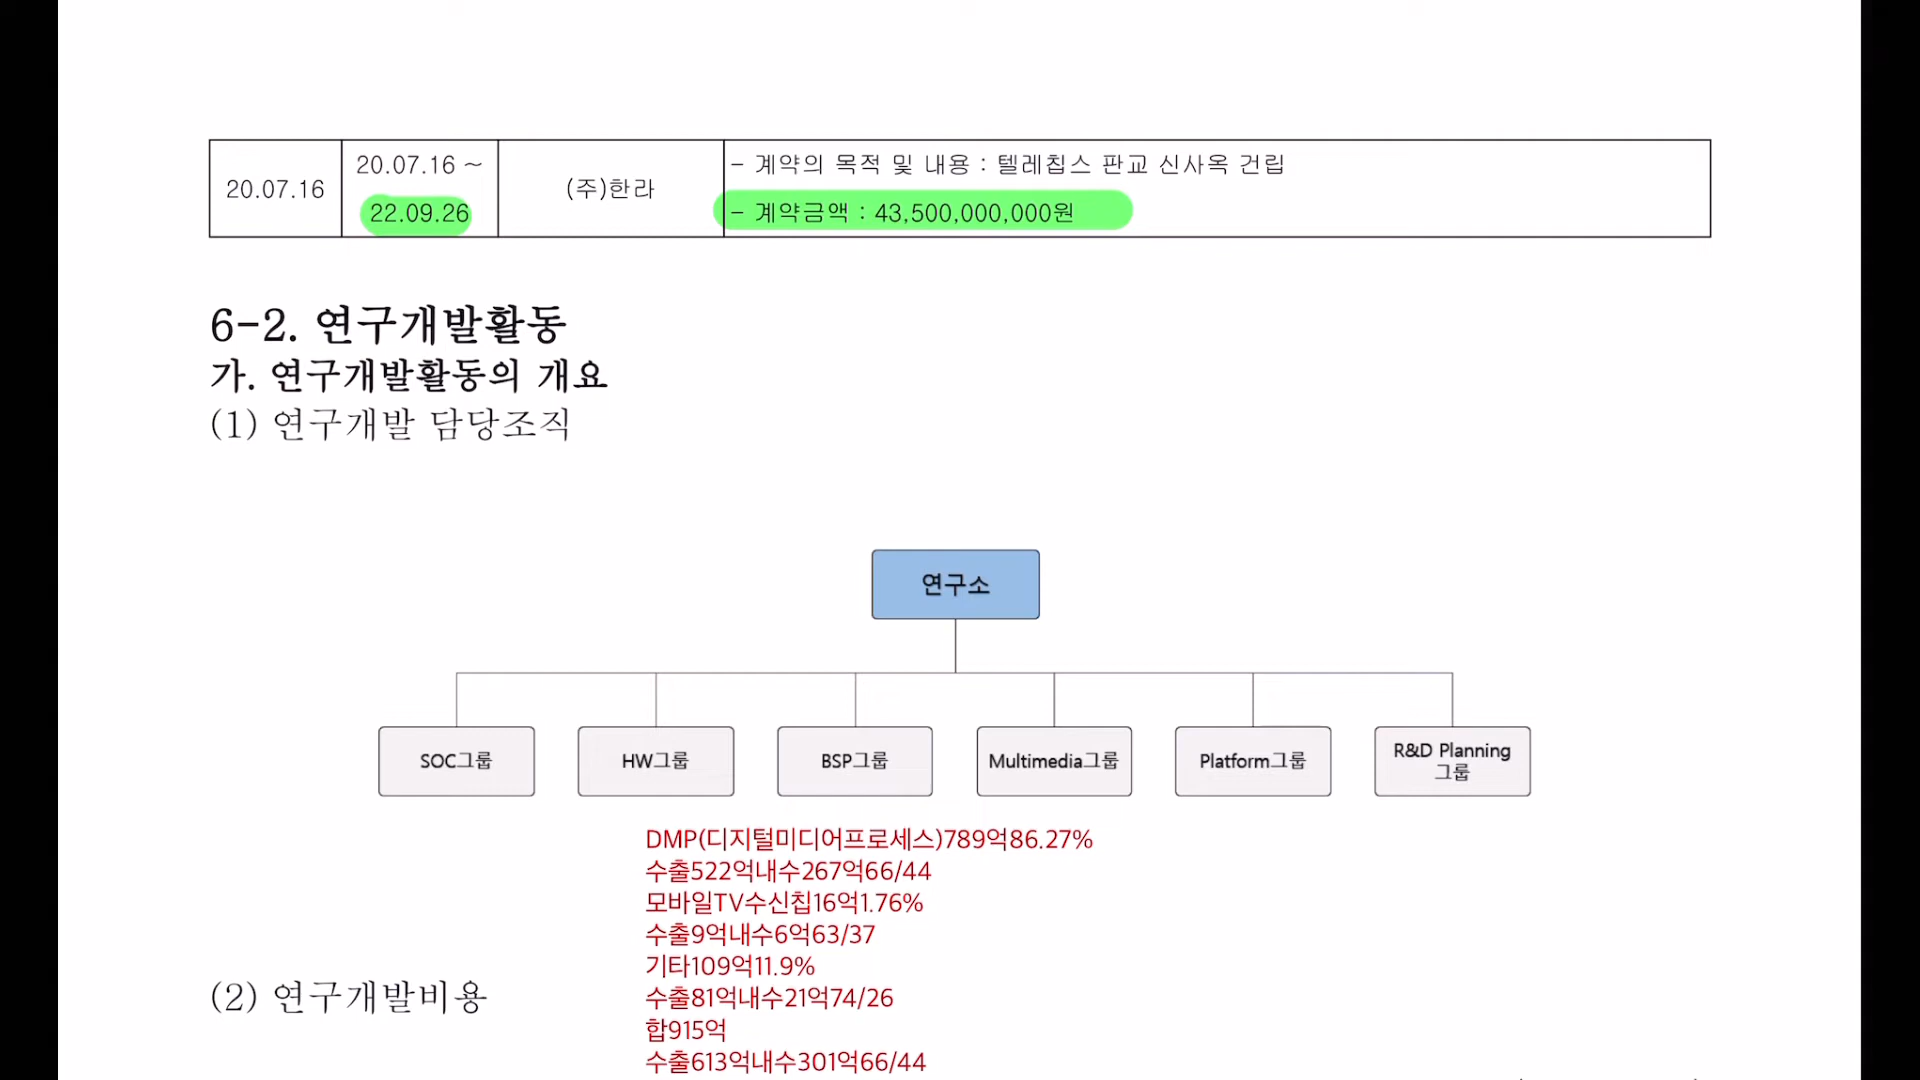 20.07.16
20.07.16 ~
22.09.26
(주)한라
- 계약의 목적 및 내용 : 텔레칩스 판교 신사옥 건립
- 계약금액 : 43,500,000,000원
6-2. 연구개발활동
가. 연구개발활동의 개요
(1) 연구개발 담당조직
연구소
SOC그룹
HW그룹
BSP그룹
Multimedia그룹
Platform그룹
R&D Planning
그룹
DMP(디지털미디어프로세스)789억86.27%
수출522억내수267억66/44
모바일TV수신칩16억1.76%
수출9억내수6억63/37
기타109억11.9%
수출81억내수21억74/26
합915억
수출613억내수301억66/44
(2) 연구개발비용